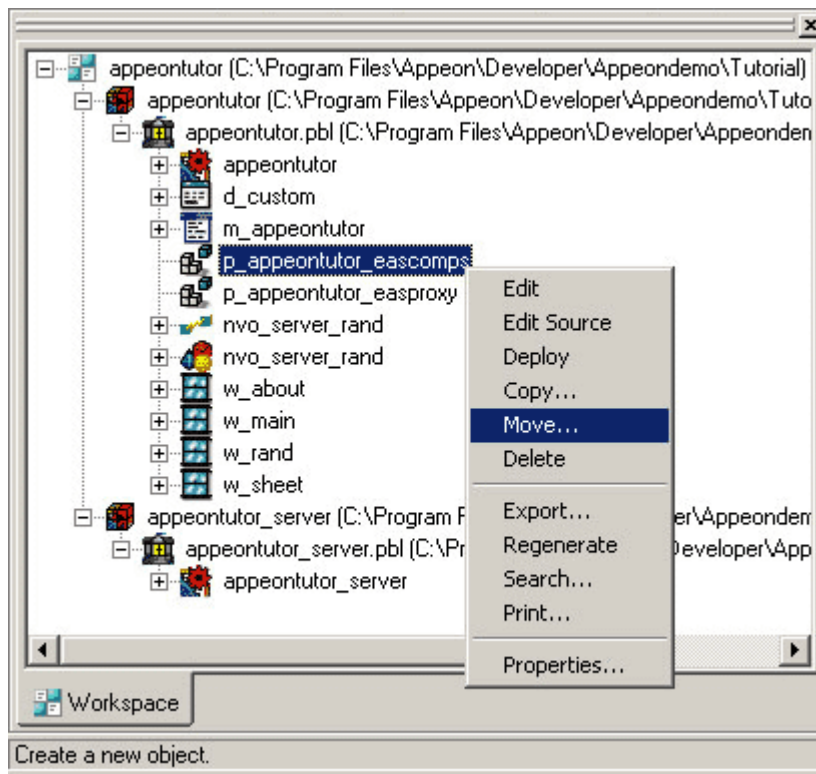 appeontutor (C:\Program Files\Appeon\Developer\Appeondemo\Tutorial)
appeontutor (C:\Program Files\Appeon\Developer\Appeondemo\Tuto
appeontutor.pbl (C:\Program Files\Appeon\Developer\Appeondem
appeontutor
d_custom
m_appeontutor
p_appeontutor_eascomps
p_appeontutor_easproxy
nvo_server_rand
nvo_server_rand
w_about
w_main
w_rand
w_sheet
appeontutor_server (C:\Program F er\Appeondem
appeontutor_server.pbl (C:\Pr Developer\App
appeontutor_server
Edit
Edit Source
Deploy
Copy...
Move...
Delete
Export...
Regenerate
Search...
Print...
Properties...
Workspace
Create a new object.